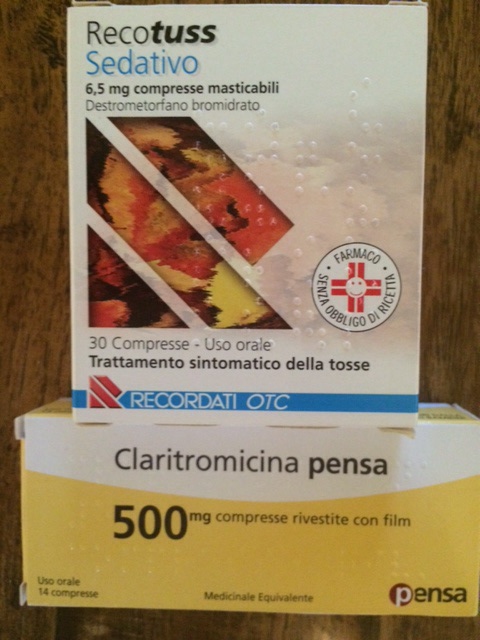 Recotuss
Sedativo
6,5 mg compresse masticabili
Destrometorfano bromidrato
FARMACO
SENZA OBBLIGO DI RICETTA
30 Compresse - Uso orale
Trattamento sintomatico della tosse
RECORDATI OTC
Claritromicina pensa
500mg compresse rivestite con film
Uso orale
14 compresse
Medicinale Equivalente
pensa